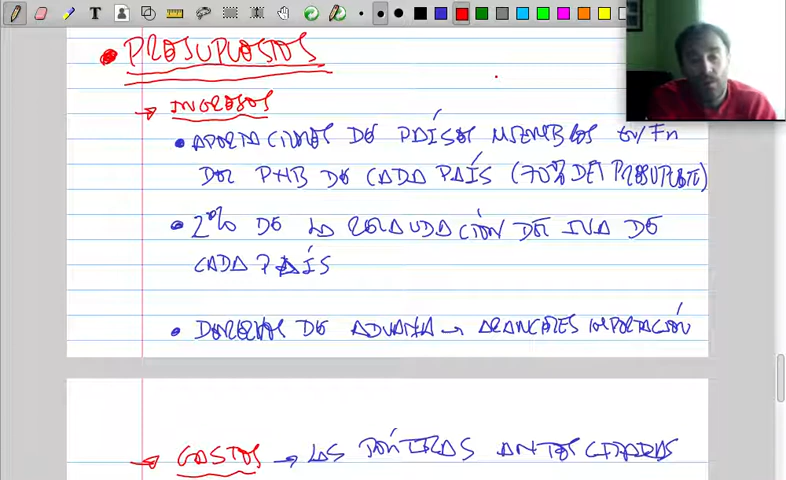 PRESUPUESTOS
→ INGRESOS
• APORTACIONES DE PAÍSES MIEMBROS EN/Fn
DEL PNB DE CADA PAÍS (70% DEL PRESUPUESTO)
• 2% DE LA RECAUDACIÓN DEL IVA DE
CADA PAÍS
• DERECHOS DE ADUANA → ARANCELES IMPORTACIÓN
→ GASTOS → LAS POLÍTICAS ANTES CITADAS